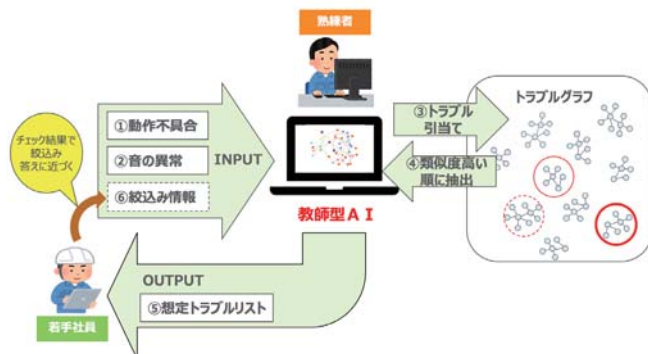 熟練者
①動作不具合
②音の異常
⑥絞込み情報
INPUT
チェック結果で
絞込み
答えに近づく
教師型AI
③トラブル
引当て
④類似度高い
順に抽出
トラブルグラフ
OUTPUT
⑤想定トラブルリスト
若手社員